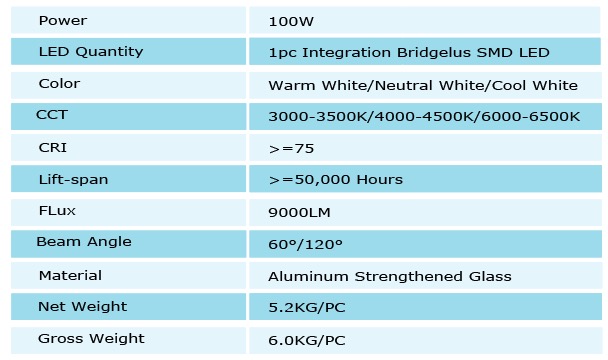 Power 100W
LED Quantity 1pc Integration Bridgelus SMD LED
Color Warm White/Neutral White/Cool White
CCT 3000-3500K/4000-4500K/6000-6500K
CRI >=75
Lift-span >=50,000 Hours
FLux 9000LM
Beam Angle 60°/120°
Material Aluminum Strengthened Glass
Net Weight 5.2KG/PC
Gross Weight 6.0KG/PC